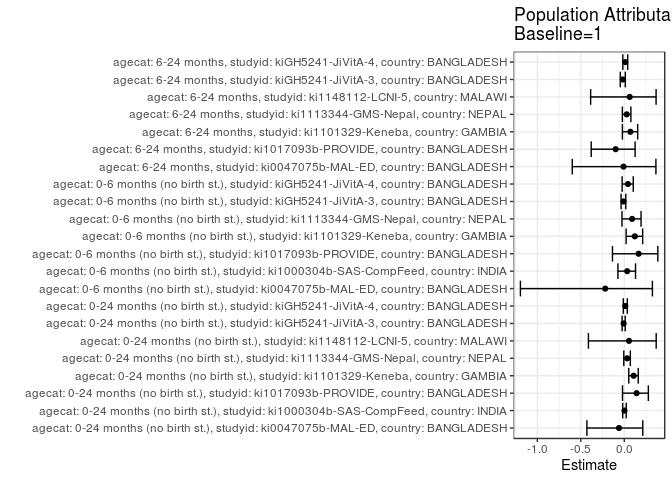 Population Attributa
Baseline=1
agecat: 6-24 months, studyid: kiGH5241-JiVitA-4, country: BANGLADESH
agecat: 6-24 months, studyid: kiGH5241-JiVitA-3, country: BANGLADESH
agecat: 6-24 months, studyid: ki1148112-LCNI-5, country: MALAWI
agecat: 6-24 months, studyid: ki1113344-GMS-Nepal, country: NEPAL
agecat: 6-24 months, studyid: ki1101329-Keneba, country: GAMBIA
agecat: 6-24 months, studyid: ki1017093b-PROVIDE, country: BANGLADESH
agecat: 6-24 months, studyid: ki0047075b-MAL-ED, country: BANGLADESH
agecat: 0-6 months (no birth st.), studyid: kiGH5241-JiVitA-4, country: BANGLADESH
agecat: 0-6 months (no birth st.), studyid: kiGH5241-JiVitA-3, country: BANGLADESH
agecat: 0-6 months (no birth st.), studyid: ki1113344-GMS-Nepal, country: NEPAL
agecat: 0-6 months (no birth st.), studyid: ki1101329-Keneba, country: GAMBIA
agecat: 0-6 months (no birth st.), studyid: ki1017093b-PROVIDE, country: BANGLADESH
agecat: 0-6 months (no birth st.), studyid: ki1000304b-SAS-CompFeed, country: INDIA
agecat: 0-6 months (no birth st.), studyid: ki0047075b-MAL-ED, country: BANGLADESH
agecat: 0-24 months (no birth st.), studyid: kiGH5241-JiVitA-4, country: BANGLADESH
agecat: 0-24 months (no birth st.), studyid: kiGH5241-JiVitA-3, country: BANGLADESH
agecat: 0-24 months (no birth st.), studyid: ki1148112-LCNI-5, country: MALAWI
agecat: 0-24 months (no birth st.), studyid: ki1113344-GMS-Nepal, country: NEPAL
agecat: 0-24 months (no birth st.), studyid: ki1101329-Keneba, country: GAMBIA
agecat: 0-24 months (no birth st.), studyid: ki1017093b-PROVIDE, country: BANGLADESH
agecat: 0-24 months (no birth st.), studyid: ki1000304b-SAS-CompFeed, country: INDIA
agecat: 0-24 months (no birth st.), studyid: ki0047075b-MAL-ED, country: BANGLADESH
-1.0 -0.5 0.0
Estimate